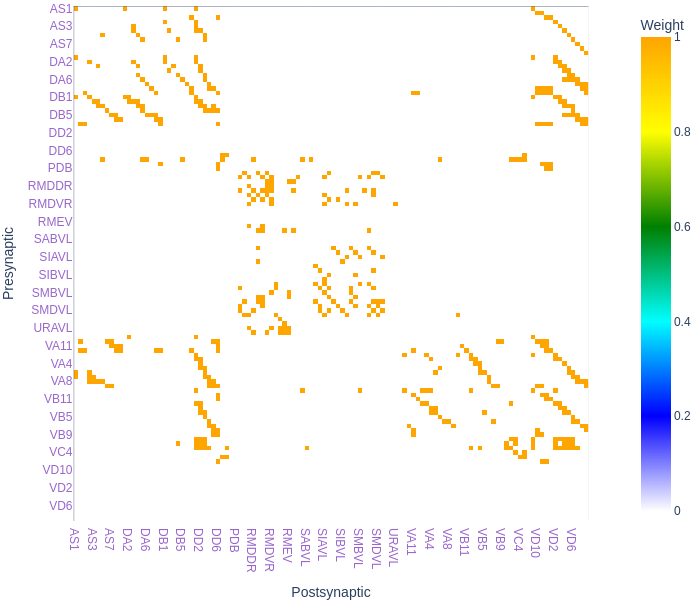 Weight
AS1
AS3
AS7
DA2
DA6
DB1
DB5
DD2
DD6
PDB
RMDDR
RMDVR
RMEV
SABVL
SIAVL
SIBVL
SMBVL
SMDVL
URAVL
VA11
VA4
VA8
VB11
VB5
VB9
VC4
VD10
VD2
VD6
Presynaptic
1
0.8
0.6
0.4
0.2
0
AS1 AS3 AS7 DA2 DA6 DB1 DB5 DD2 DD6 PDB RMDDR RMDVR RMEV SABVL SIAVL SIBVL SMBVL SMDVL URAVL VA11 VA4 VA8 VB11 VB5 VB9 VC4 VD10 VD2 VD6
Postsynaptic